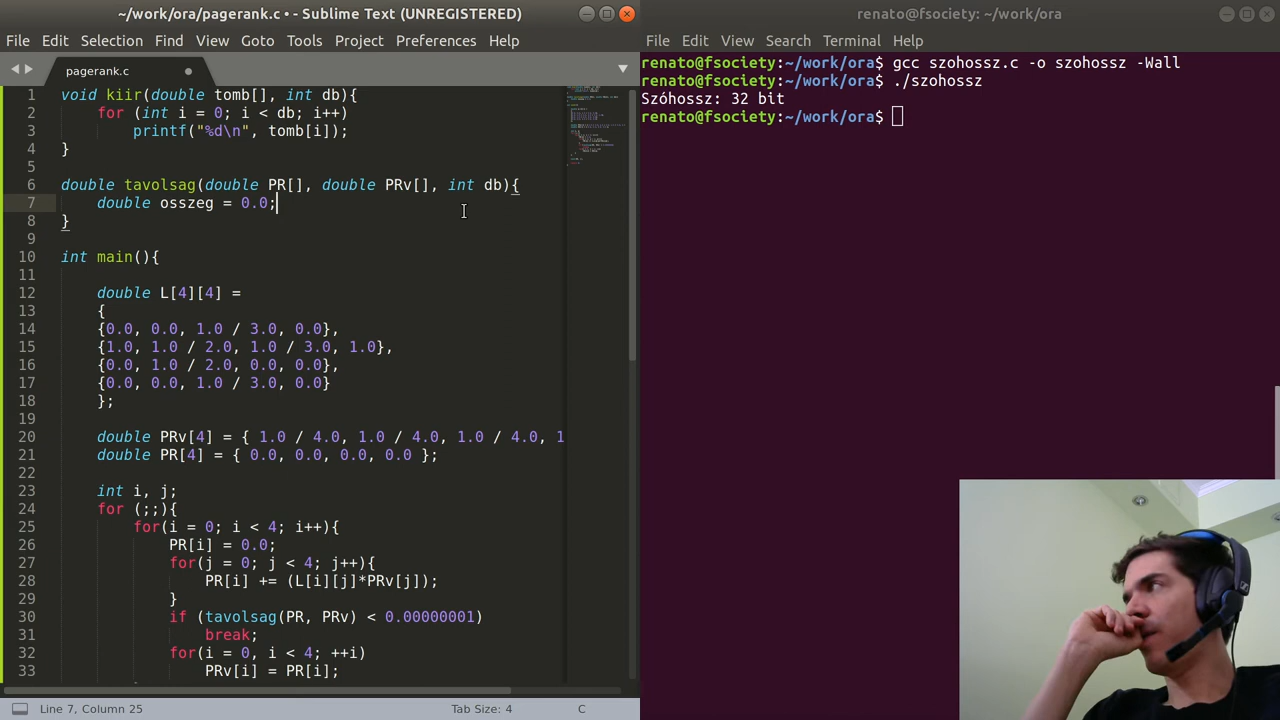 ~/work/ora/pagerank.c • - Sublime Text (UNREGISTERED)
File Edit Selection Find View Goto Tools Project Preferences Help
pagerank.c
1 void kiir(double tomb[], int db){
2 for (int i = 0; i < db; i++)
3 printf("%d\n", tomb[i]);
4 }
5
6 double tavolsag(double PR[], double PRv[], int db){
7 double osszeg = 0.0;
8 }
9
10 int main(){
11
12 double L[4][4] =
13 {
14 {0.0, 0.0, 1.0 / 3.0, 0.0},
15 {1.0, 1.0 / 2.0, 1.0 / 3.0, 1.0},
16 {0.0, 1.0 / 2.0, 0.0, 0.0},
17 {0.0, 0.0, 1.0 / 3.0, 0.0}
18 };
19
20 double PRv[4] = { 1.0 / 4.0, 1.0 / 4.0, 1.0 / 4.0, 1
21 double PR[4] = { 0.0, 0.0, 0.0, 0.0 };
22
23 int i, j;
24 for (;;){
25 for(i = 0; i < 4; i++){
26 PR[i] = 0.0;
27 for(j = 0; j < 4; j++){
28 PR[i] += (L[i][j]*PRv[j]);
29 }
30 if (tavolsag(PR, PRv) < 0.00000001)
31 break;
32 for(i = 0, i < 4; ++i)
33 PRv[i] = PR[i];
Line 7, Column 25 Tab Size: 4 C
renato@fsociety: ~/work/ora
File Edit View Search Terminal Help
renato@fsociety:~/work/ora$ gcc szohossz.c -o szohossz -Wall
renato@fsociety:~/work/ora$ ./szohossz
Szóhossz: 32 bit
renato@fsociety:~/work/ora$